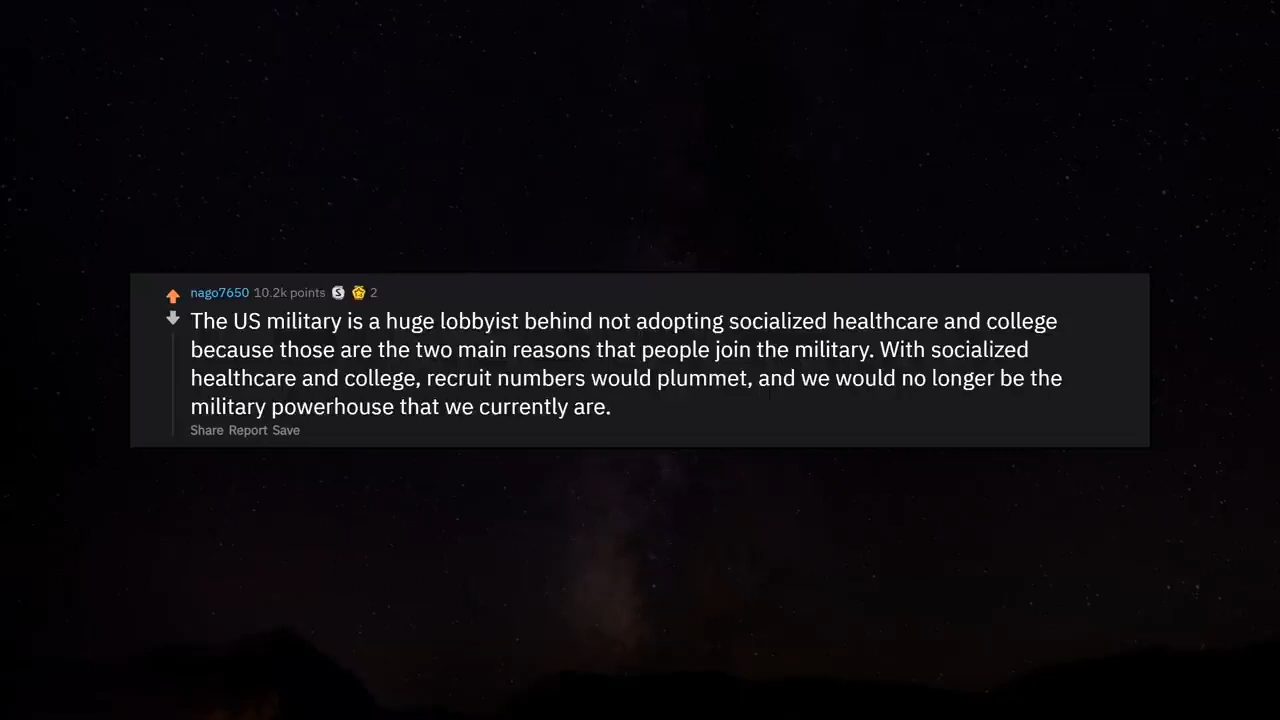 nago7650 10.2k points S 2
The US military is a huge lobbyist behind not adopting socialized healthcare and college
because those are the two main reasons that people join the military. With socialized
healthcare and college, recruit numbers would plummet, and we would no longer be the
military powerhouse that we currently are.
Share Report Save